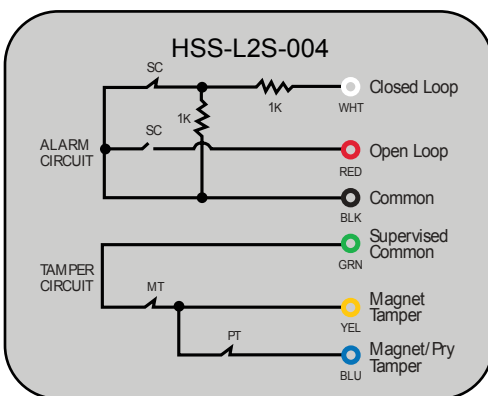 HSS-L2S-004
SC
1K
WHT
Closed Loop
1K
SC
ALARM
CIRCUIT
RED
Open Loop
BLK
Common
GRN
Supervised
Common
TAMPER
CIRCUIT
MT
YEL
Magnet
Tamper
PT
BLU
Magnet/Pry
Tamper